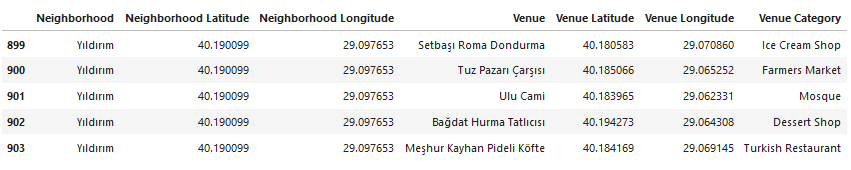 Neighborhood Neighborhood Latitude Neighborhood Longitude Venue Venue Latitude Venue Longitude Venue Category
899 Yıldırım 40.190099 29.097653 Setbaşı Roma Dondurma 40.180583 29.070860 Ice Cream Shop
900 Yıldırım 40.190099 29.097653 Tuz Pazarı Çarşısı 40.185066 29.065252 Farmers Market
901 Yıldırım 40.190099 29.097653 Ulu Cami 40.183965 29.062331 Mosque
902 Yıldırım 40.190099 29.097653 Bağdat Hurma Tatlıcısı 40.194273 29.064308 Dessert Shop
903 Yıldırım 40.190099 29.097653 Meşhur Kayhan Pideli Köfte 40.184169 29.069145 Turkish Restaurant